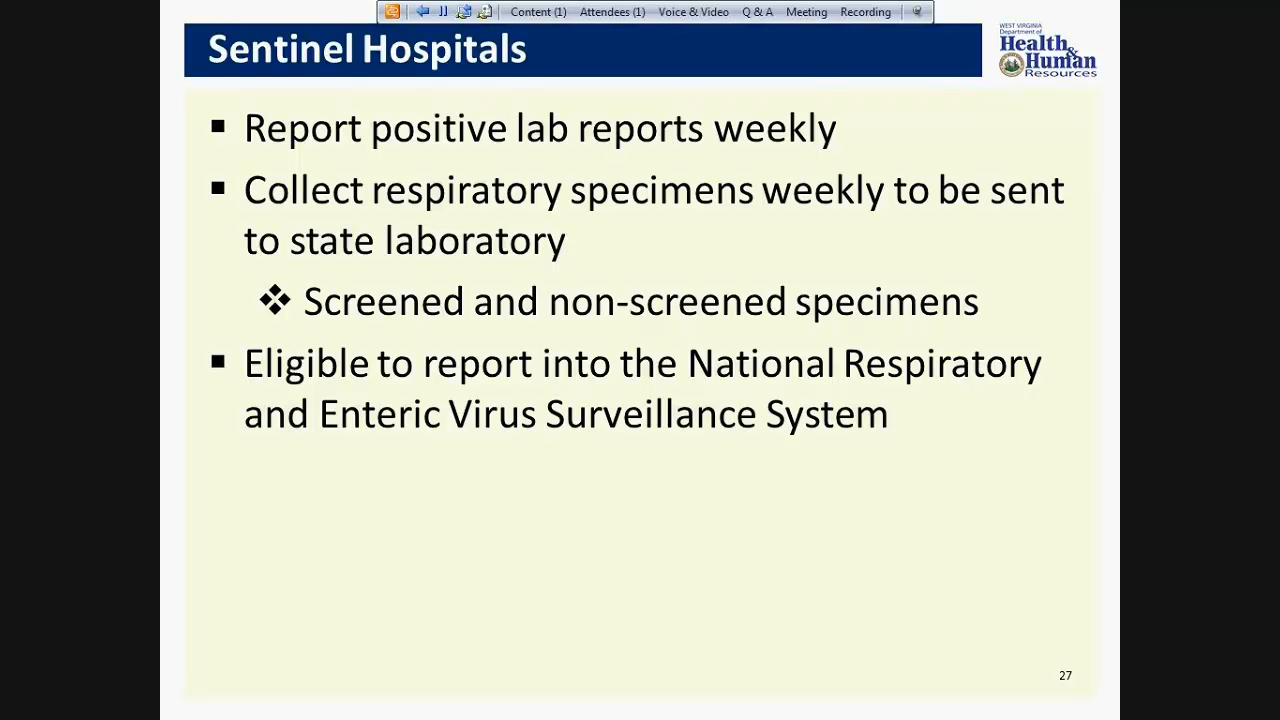 Content (1) Attendees (1) Voice & Video Q & A Meeting Recording
Sentinel Hospitals
WEST VIRGINIA
Department of
Health &
Human
Resources
▪ Report positive lab reports weekly
▪ Collect respiratory specimens weekly to be sent
to state laboratory
❖ Screened and non-screened specimens
▪ Eligible to report into the National Respiratory
and Enteric Virus Surveillance System
27